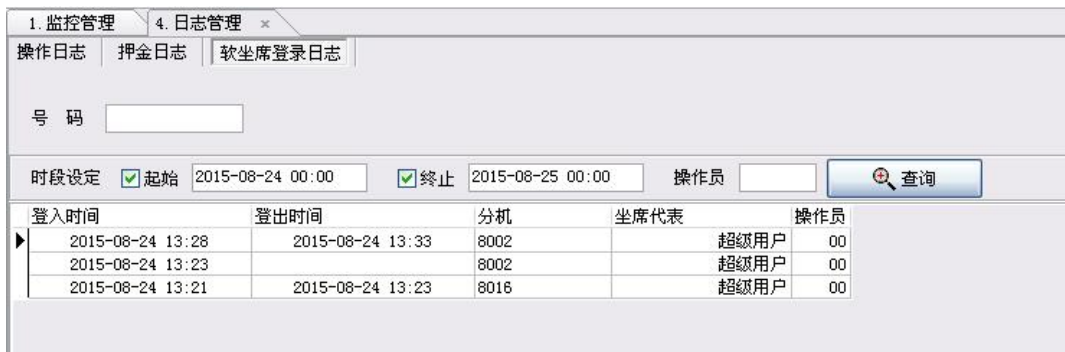 1. 监控管理 4. 日志管理 ×
操作日志 押金日志 软坐席登录日志
号 码
时段设定 起始 2015-08-24 00:00 终止 2015-08-25 00:00 操作员 查询
登入时间 登出时间 分机 坐席代表 操作员
2015-08-24 13:28 2015-08-24 13:33 8002 超级用户 00
2015-08-24 13:23 8002 超级用户 00
2015-08-24 13:21 2015-08-24 13:23 8016 超级用户 00